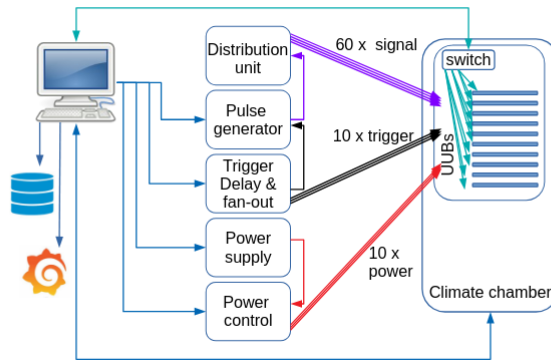 Distribution
unit
60 x  signal
switch
Pulse
generator
10 x trigger
UUBs
Trigger
Delay &
fan-out
Power
supply
10 x
power
Power
control
Climate chamber